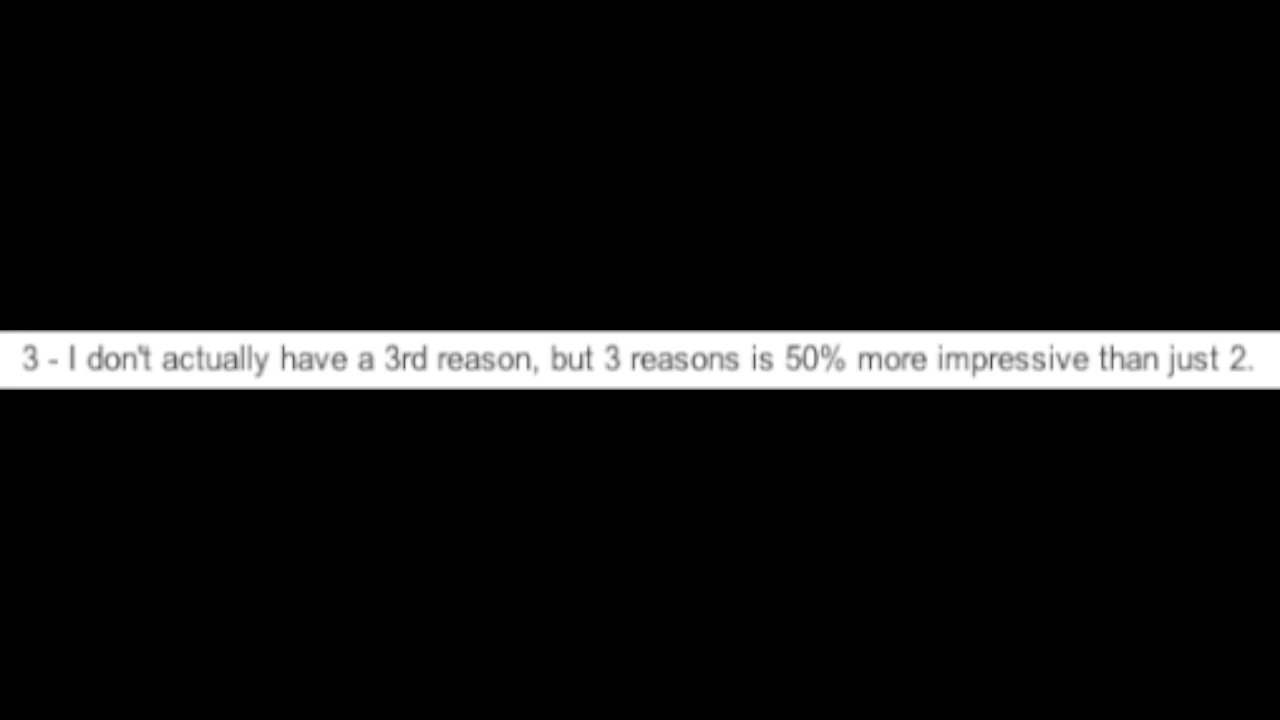 3 - I don't actually have a 3rd reason, but 3 reasons is 50% more impressive than just 2.